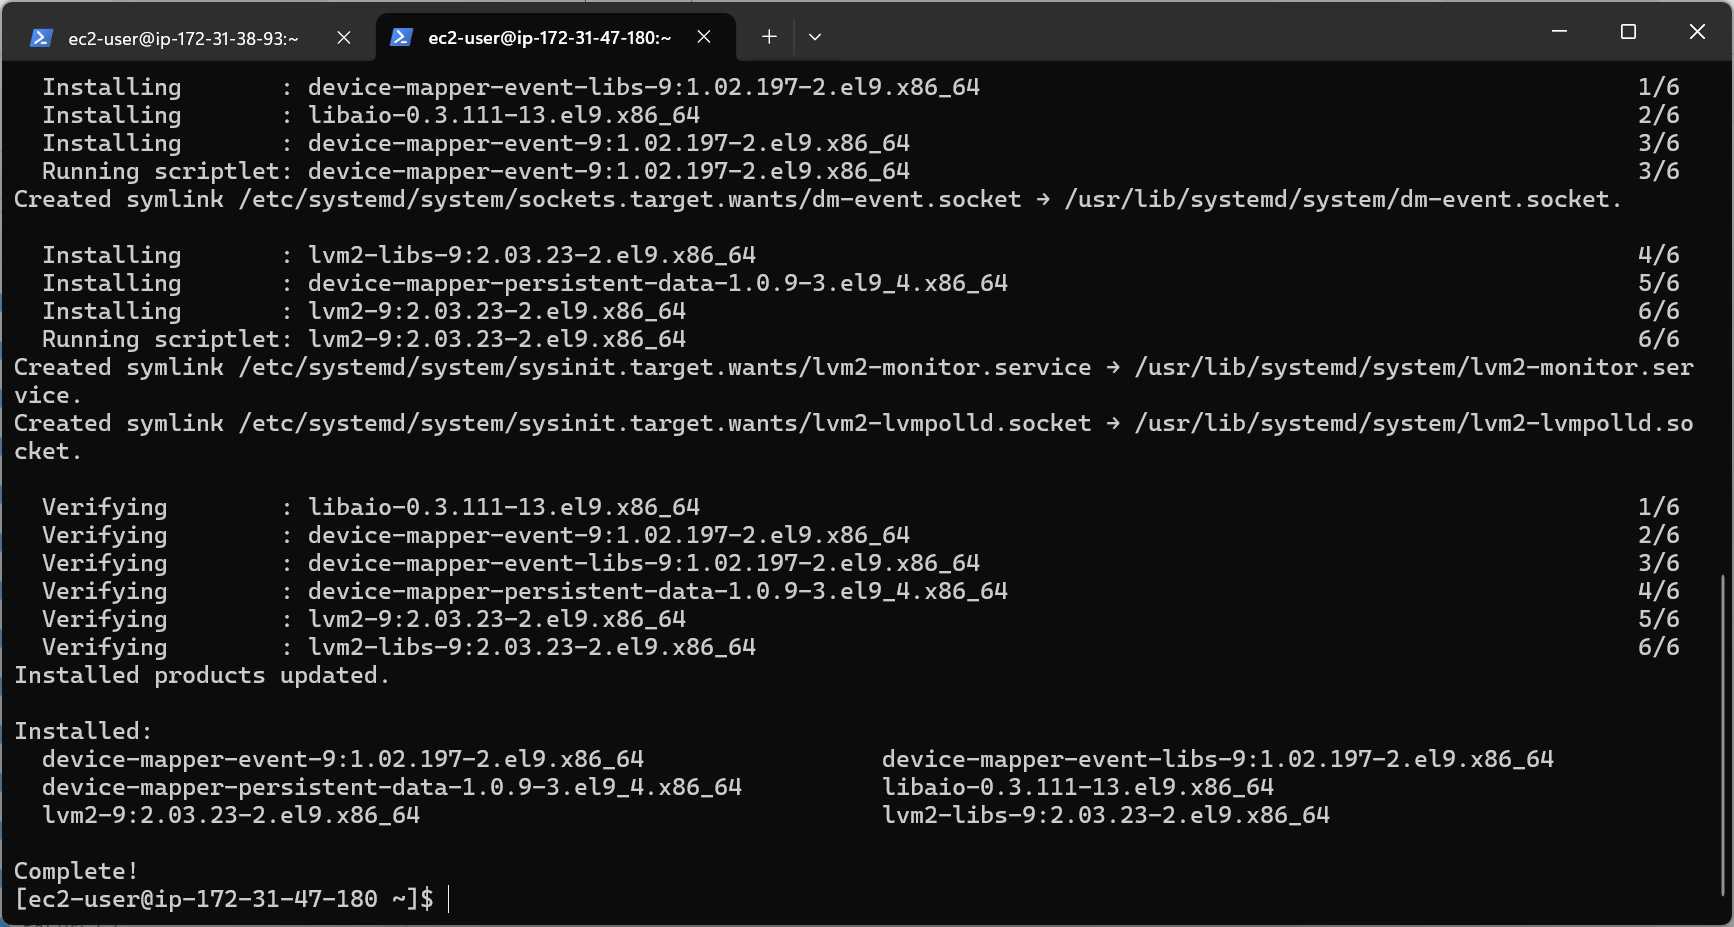 ec2-user@ip-172-31-38-93:~
ec2-user@ip-172-31-47-180:~
Installing : device-mapper-event-libs-9:1.02.197-2.el9.x86_64 1/6
Installing : libaio-0.3.111-13.el9.x86_64 2/6
Installing : device-mapper-event-9:1.02.197-2.el9.x86_64 3/6
Running scriptlet: device-mapper-event-9:1.02.197-2.el9.x86_64 3/6
Created symlink /etc/systemd/system/sockets.target.wants/dm-event.socket → /usr/lib/systemd/system/dm-event.socket.
Installing : lvm2-libs-9:2.03.23-2.el9.x86_64 4/6
Installing : device-mapper-persistent-data-1.0.9-3.el9_4.x86_64 5/6
Installing : lvm2-9:2.03.23-2.el9.x86_64 6/6
Running scriptlet: lvm2-9:2.03.23-2.el9.x86_64 6/6
Created symlink /etc/systemd/system/sysinit.target.wants/lvm2-monitor.service → /usr/lib/systemd/system/lvm2-monitor.ser
vice.
Created symlink /etc/systemd/system/sysinit.target.wants/lvm2-lvmpolld.socket → /usr/lib/systemd/system/lvm2-lvmpolld.so
cket.
Verifying : libaio-0.3.111-13.el9.x86_64 1/6
Verifying : device-mapper-event-9:1.02.197-2.el9.x86_64 2/6
Verifying : device-mapper-event-libs-9:1.02.197-2.el9.x86_64 3/6
Verifying : device-mapper-persistent-data-1.0.9-3.el9_4.x86_64 4/6
Verifying : lvm2-9:2.03.23-2.el9.x86_64 5/6
Verifying : lvm2-libs-9:2.03.23-2.el9.x86_64 6/6
Installed products updated.
Installed:
device-mapper-event-9:1.02.197-2.el9.x86_64 device-mapper-event-libs-9:1.02.197-2.el9.x86_64
device-mapper-persistent-data-1.0.9-3.el9_4.x86_64 libaio-0.3.111-13.el9.x86_64
lvm2-9:2.03.23-2.el9.x86_64 lvm2-libs-9:2.03.23-2.el9.x86_64
Complete!
[ec2-user@ip-172-31-47-180 ~]$